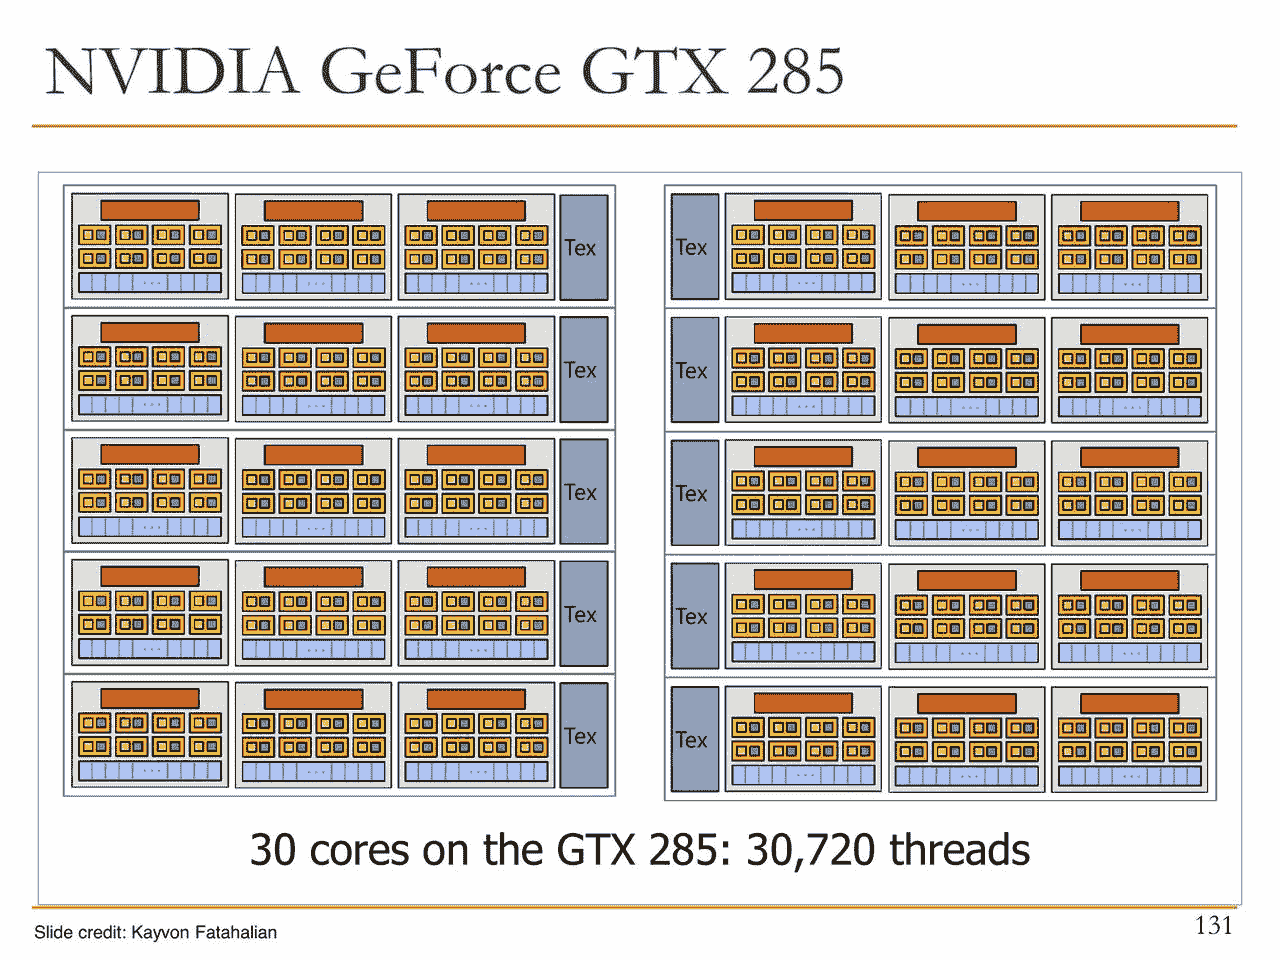 NVIDIA GeForce GTX 285
Tex
Tex
Tex
Tex
Tex
Tex
Tex
Tex
Tex
Tex
30 cores on the GTX 285: 30,720 threads
Slide credit: Kayvon Fatahalian
131